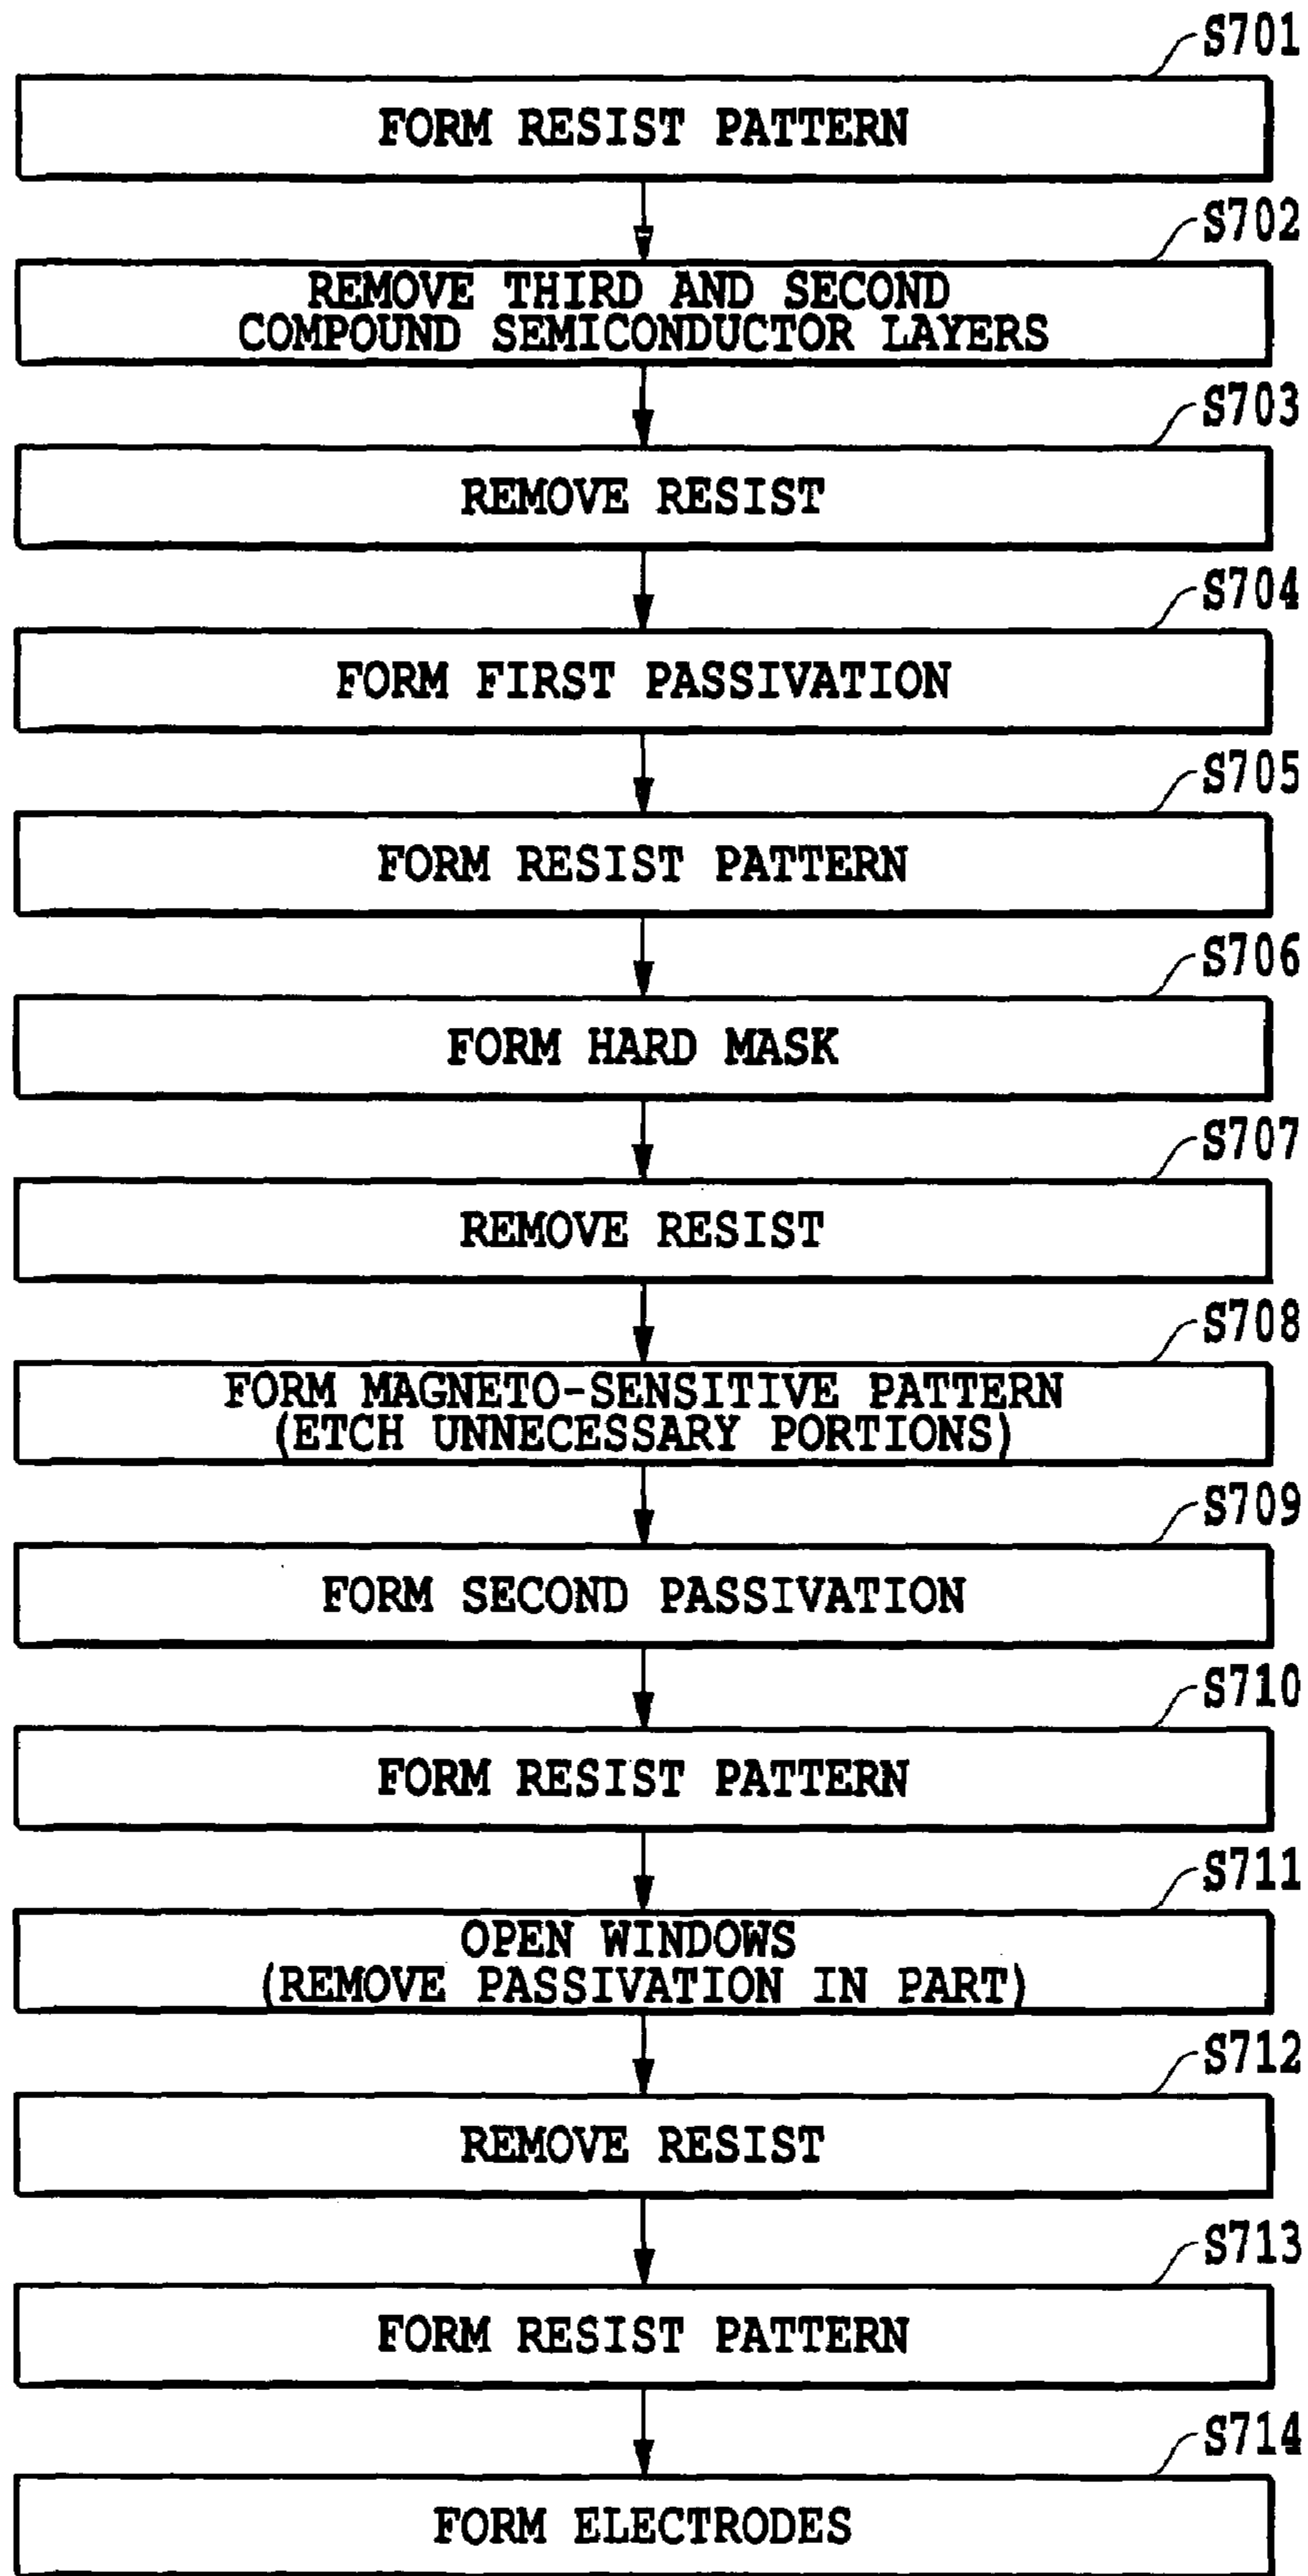 S701
FORM RESIST PATTERN
S702
REMOVE THIRD AND SECOND
COMPOUND SEMICONDUCTOR LAYERS
S703
REMOVE RESIST
S704
FORM FIRST PASSIVATION
S705
FORM RESIST PATTERN
S706
FORM HARD MASK
S707
REMOVE RESIST
S708
FORM MAGNETO-SENSITIVE PATTERN
(ETCH UNNECESSARY PORTIONS)
S709
FORM SECOND PASSIVATION
S710
FORM RESIST PATTERN
S711
OPEN WINDOWS
(REMOVE PASSIVATION IN PART)
S712
REMOVE RESIST
S713
FORM RESIST PATTERN
S714
FORM ELECTRODES